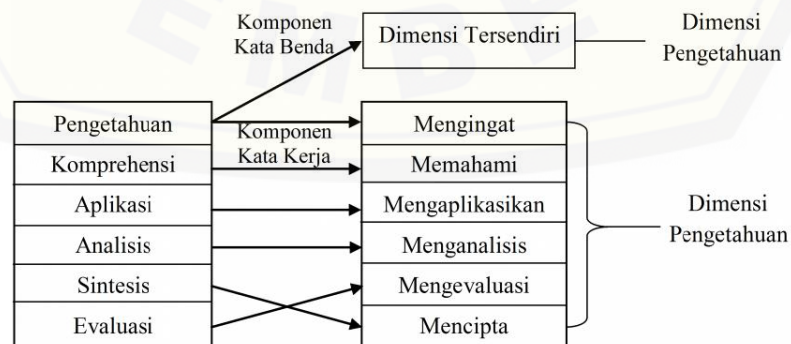 Komponen
Kata Benda
Dimensi Tersendiri
Dimensi
Pengetahuan
Pengetahuan
Komprehensi
Aplikasi
Analisis
Sintesis
Evaluasi
Komponen
Kata Kerja
Mengingat
Memahami
Mengaplikasikan
Menganalisis
Mengevaluasi
Mencipta
Dimensi
Pengetahuan